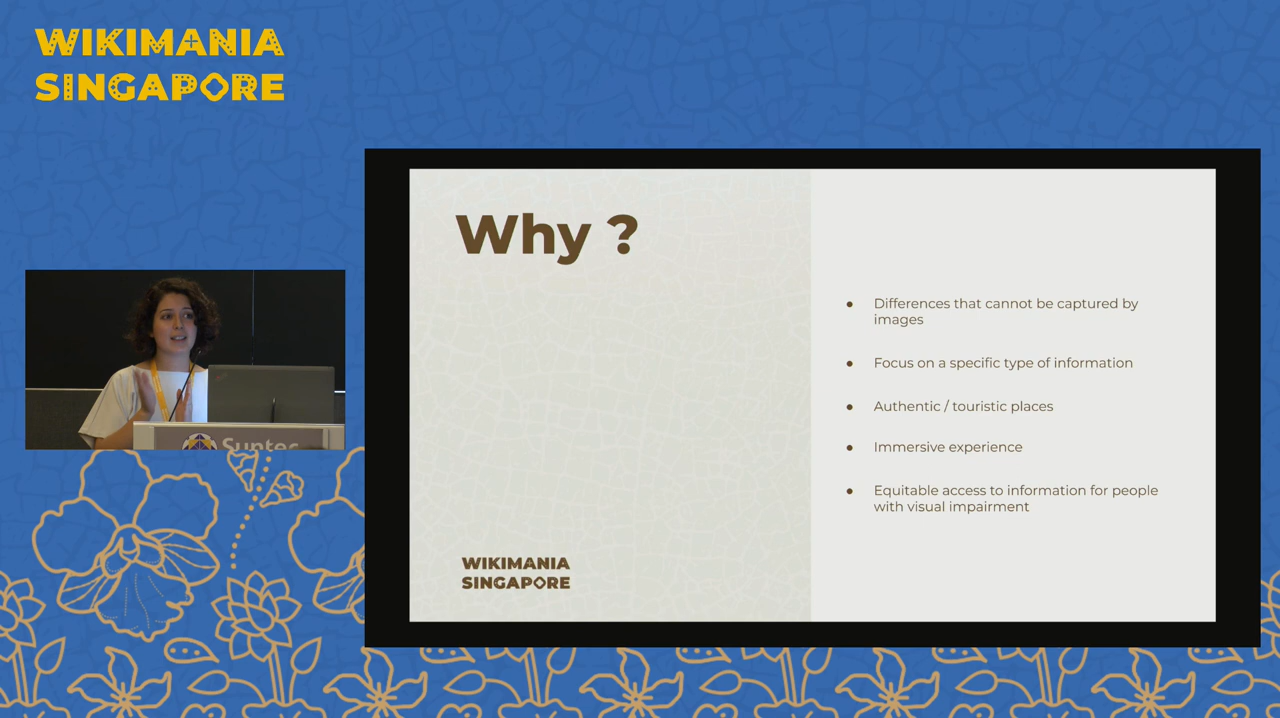 WIKIMANIA
SINGAPORE
Why ?
● Differences that cannot be captured by
images
● Focus on a specific type of information
● Authentic / touristic places
● Immersive experience
● Equitable access to information for people
with visual impairment
WIKIMANIA
SINGAPORE
Suntec